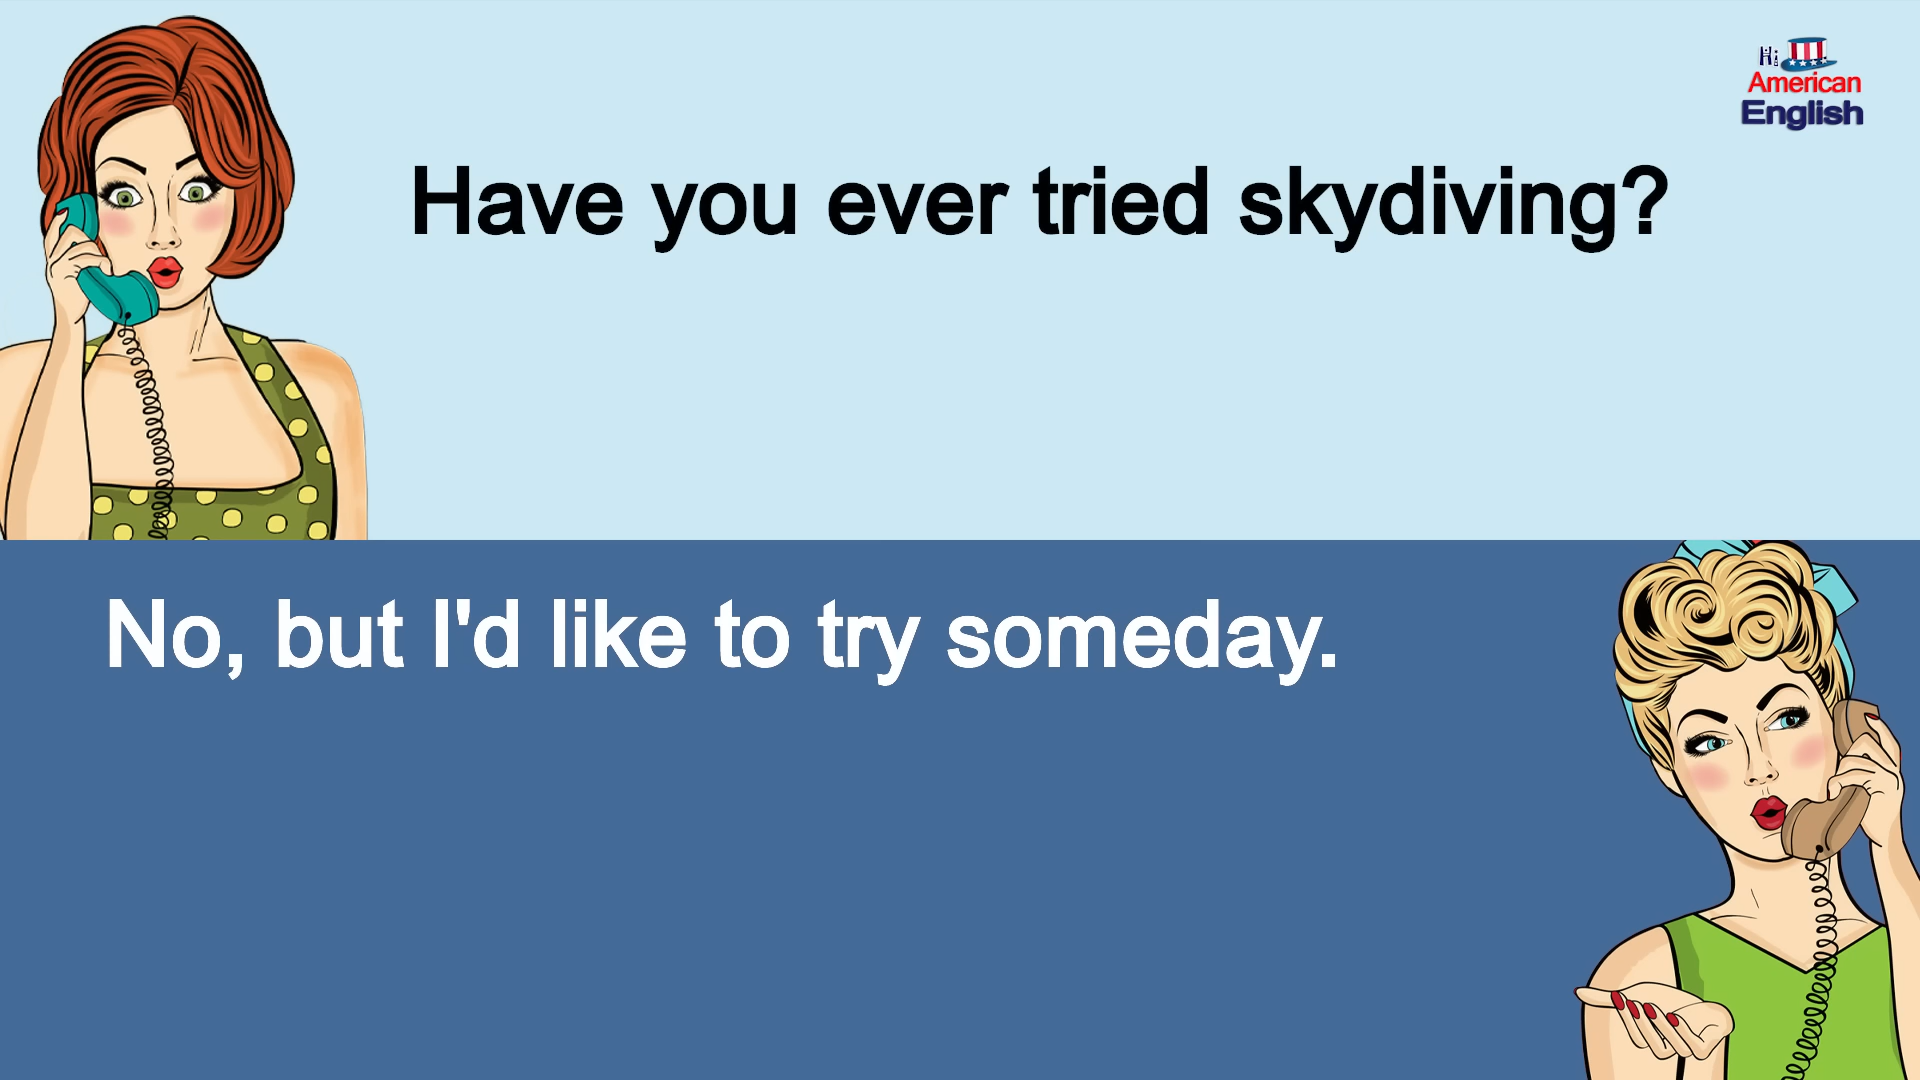 Hi
American
English
Have you ever tried skydiving?
No, but I'd like to try someday.